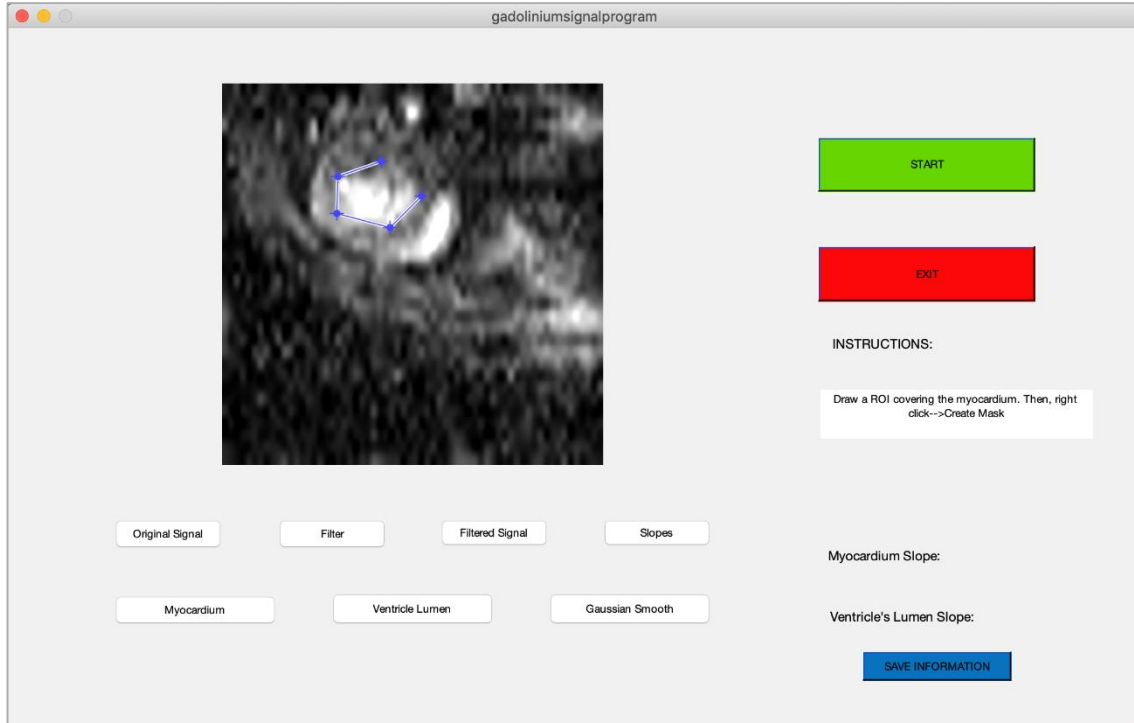 gadoliniumsignalprogram
START
EXIT
INSTRUCTIONS:
Draw a ROI covering the myocardium. Then, right
click-->Create Mask
Original Signal
Filter
Filtered Signal
Slopes
Myocardium Slope:
Myocardium
Ventricle Lumen
Gaussian Smooth
Ventricle's Lumen Slope:
SAVE INFORMATION